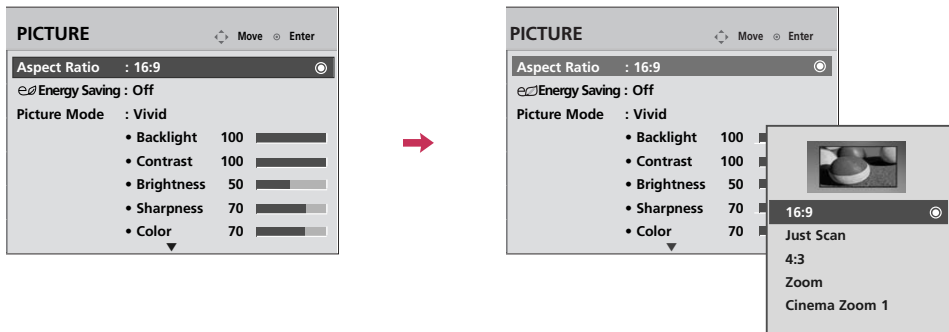 PICTURE
Move Enter
Aspect Ratio : 16:9
Energy Saving : Off
Picture Mode : Vivid
• Backlight 100
• Contrast 100
• Brightness 50
• Sharpness 70
• Color 70
PICTURE
Move Enter
Aspect Ratio : 16:9
Energy Saving : Off
Picture Mode : Vivid
• Backlight 100
• Contrast 100
• Brightness 50
• Sharpness 70
• Color 70
16:9
Just Scan
4:3
Zoom
Cinema Zoom 1